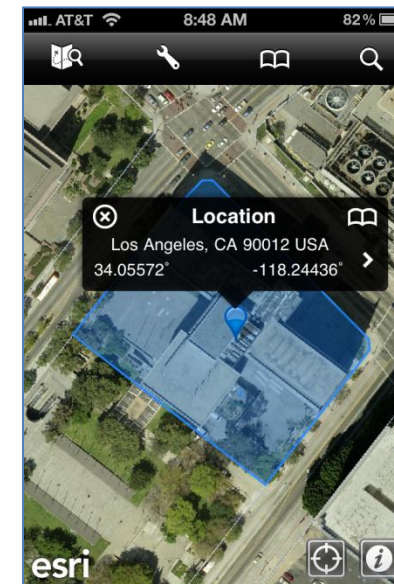 AT&T 8:48 AM 82%
Location
Los Angeles, CA 90012 USA
34.05572° -118.24436°
esri
i